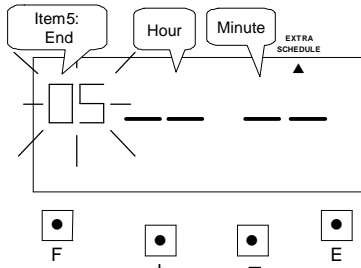 Item5:
End
Hour
Minute
EXTRA
SCHEDULE
05 -- --
F
E